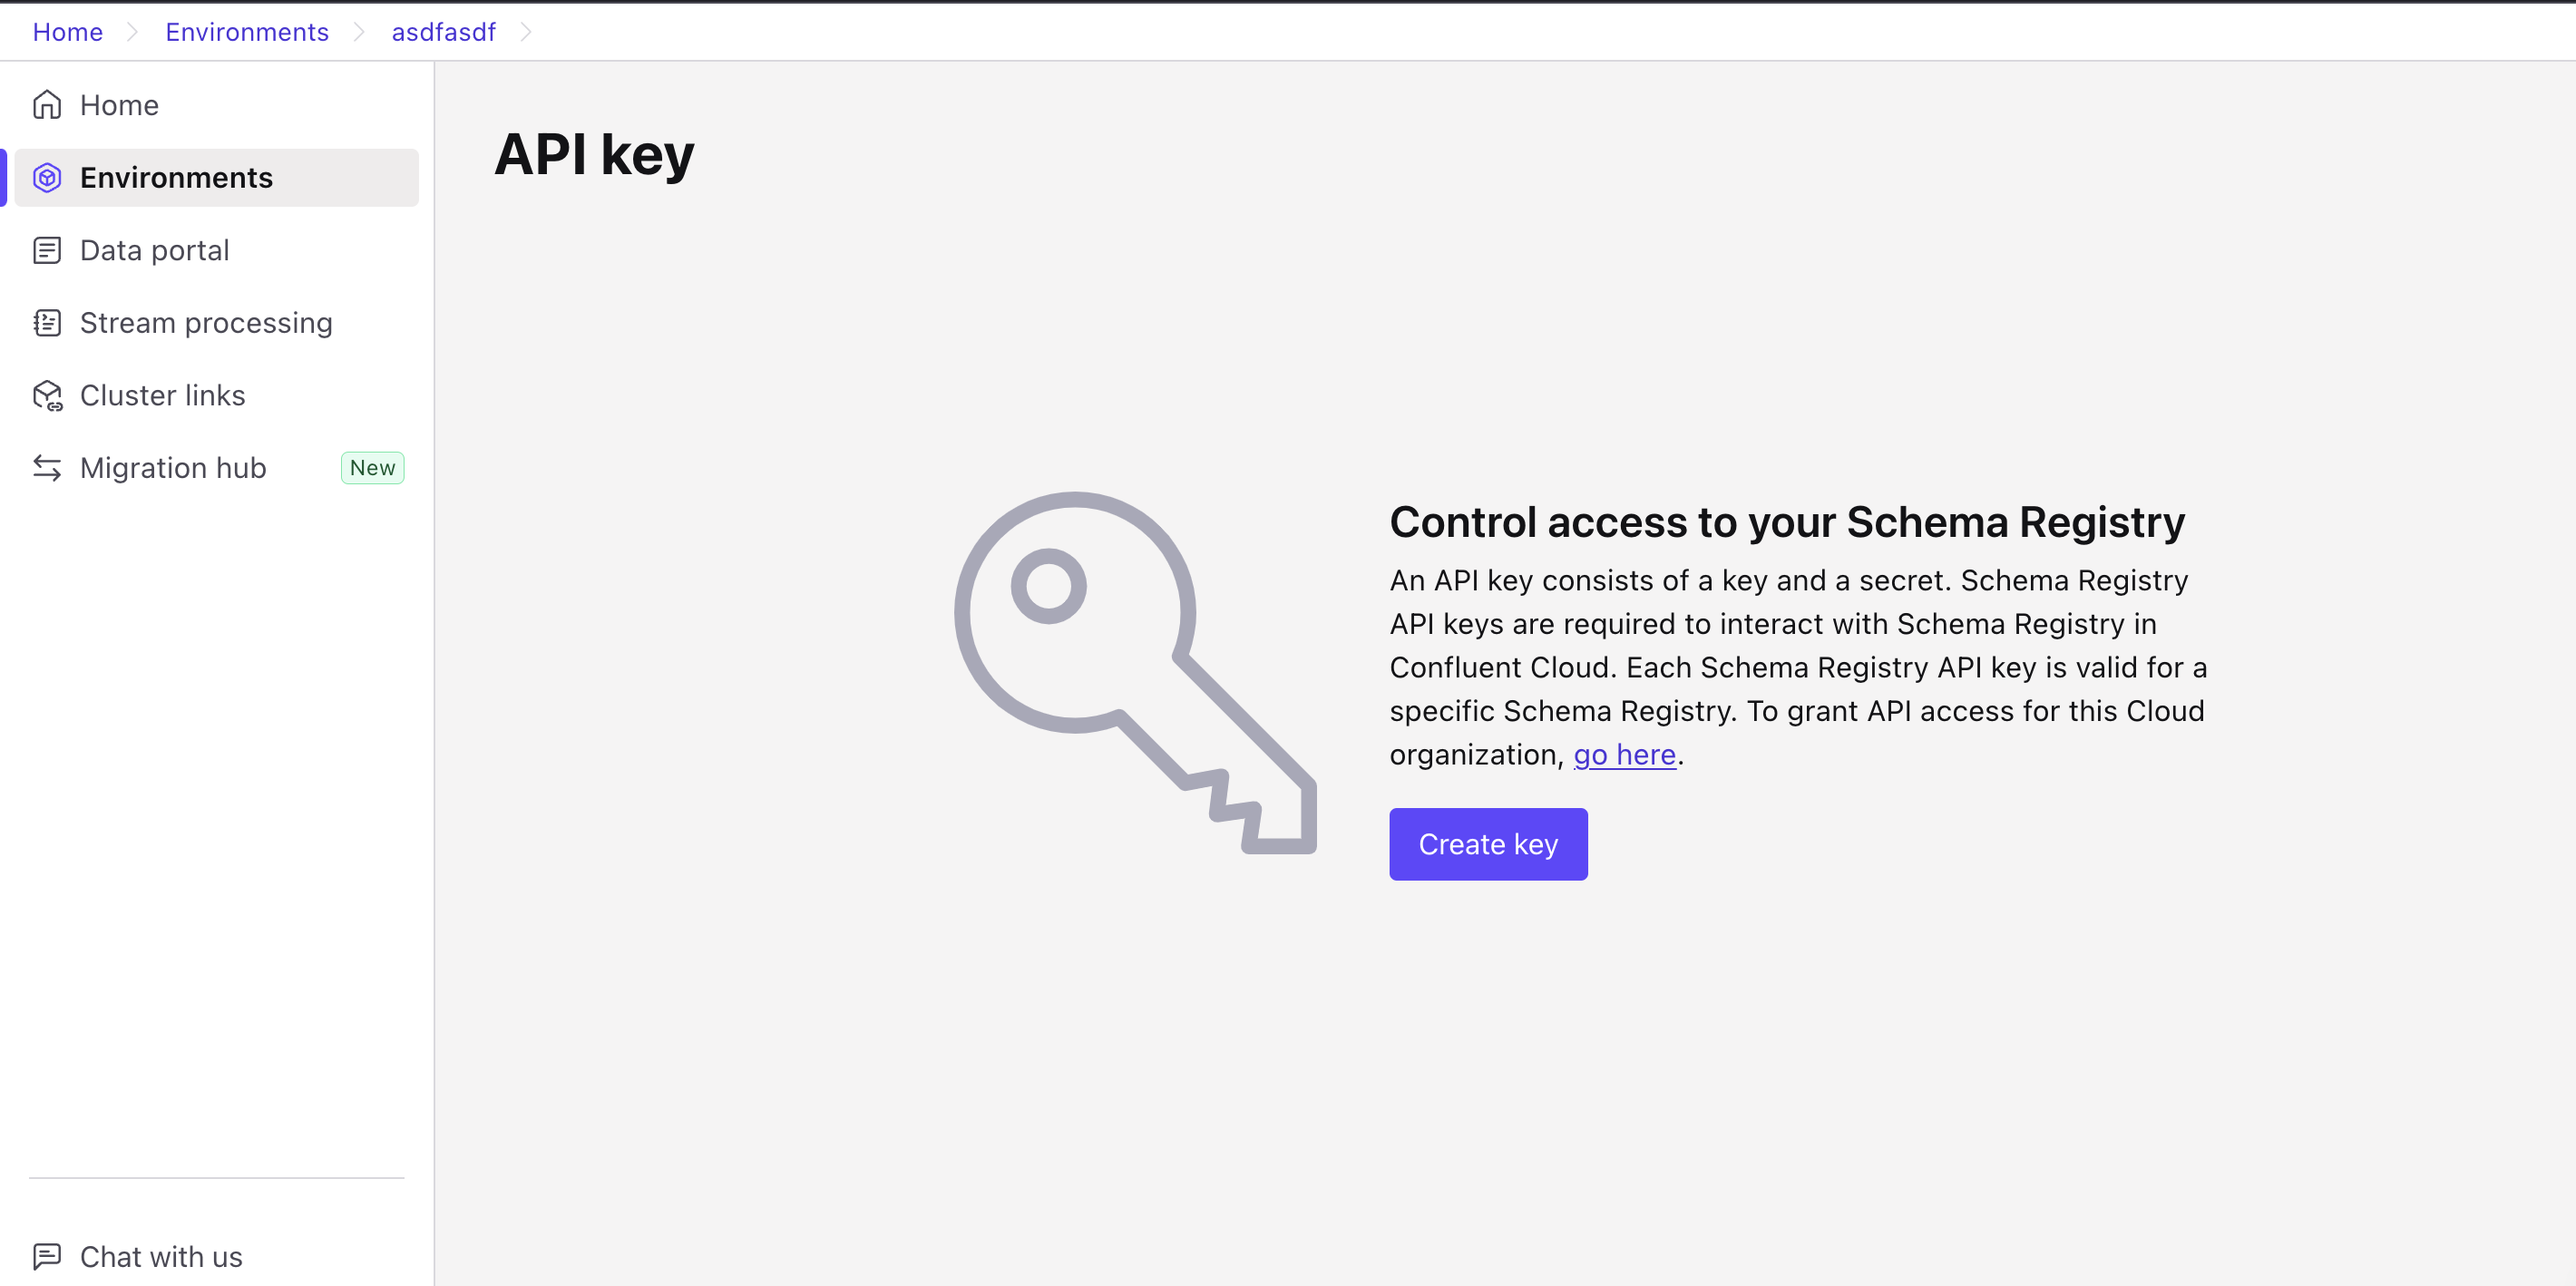 Home
Environments
asdfasdf
Home
Environments
Data portal
Stream processing
Cluster links
Migration hub
New
Chat with us
API key
Control access to your Schema Registry
An API key consists of a key and a secret. Schema Registry
API keys are required to interact with Schema Registry in
Confluent Cloud. Each Schema Registry API key is valid for a
specific Schema Registry. To grant API access for this Cloud
organization, go here.
Create key